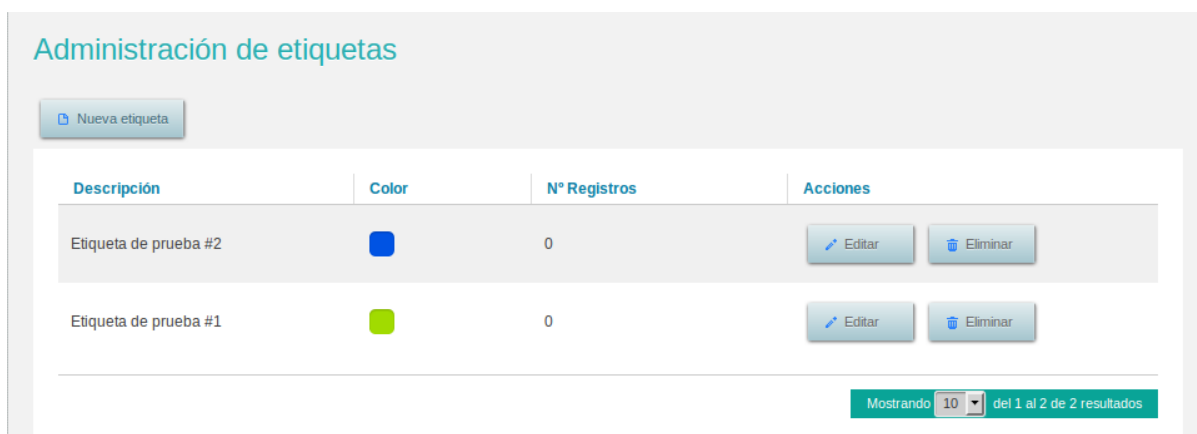 Administración de etiquetas
Nueva etiqueta
Descripción Color Nº Registros Acciones
Etiqueta de prueba #2 0 Editar Eliminar
Etiqueta de prueba #1 0 Editar Eliminar
Mostrando 10 del 1 al 2 de 2 resultados